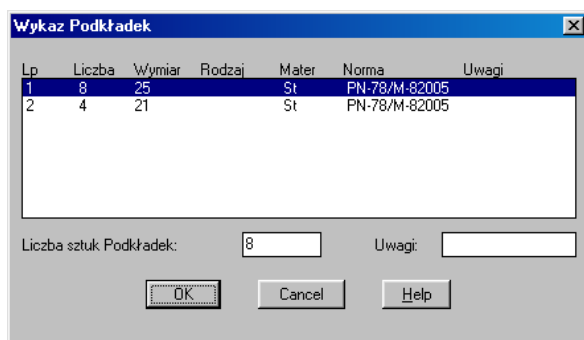 Wykaz Podkładek
Lp Liczba Wymiar Rodzaj Mater Norma Uwagi
1 8 25 St PN-78/M-82005
2 4 21 St PN-78/M-82005
Liczba sztuk Podkładek: 8 Uwagi:
OK Cancel Help